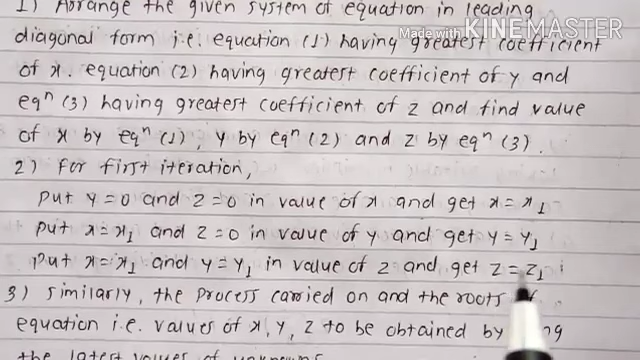 1) Arrange the given system of equation in leading
Made with KINEMASTER
diagonal form i.e. equation (1) having greatest coefficient
of x. equation (2) having greatest coefficient of y and
eqⁿ (3) having greatest coefficient of z and find value
of x by eqⁿ (1), y by eqⁿ (2) and z by eqⁿ (3).
2) for first iteration,
put y=0 and z=0 in value of x and get x=x₁
put x=x₁ and z=0 in value of y and get y=y₁
put x=x₁ and y=y₁ in value of z and get z=z₁
3) similarly, the process carried on and the roots
equation i.e. values of x, y, z to be obtained by
the latest values of unknowns